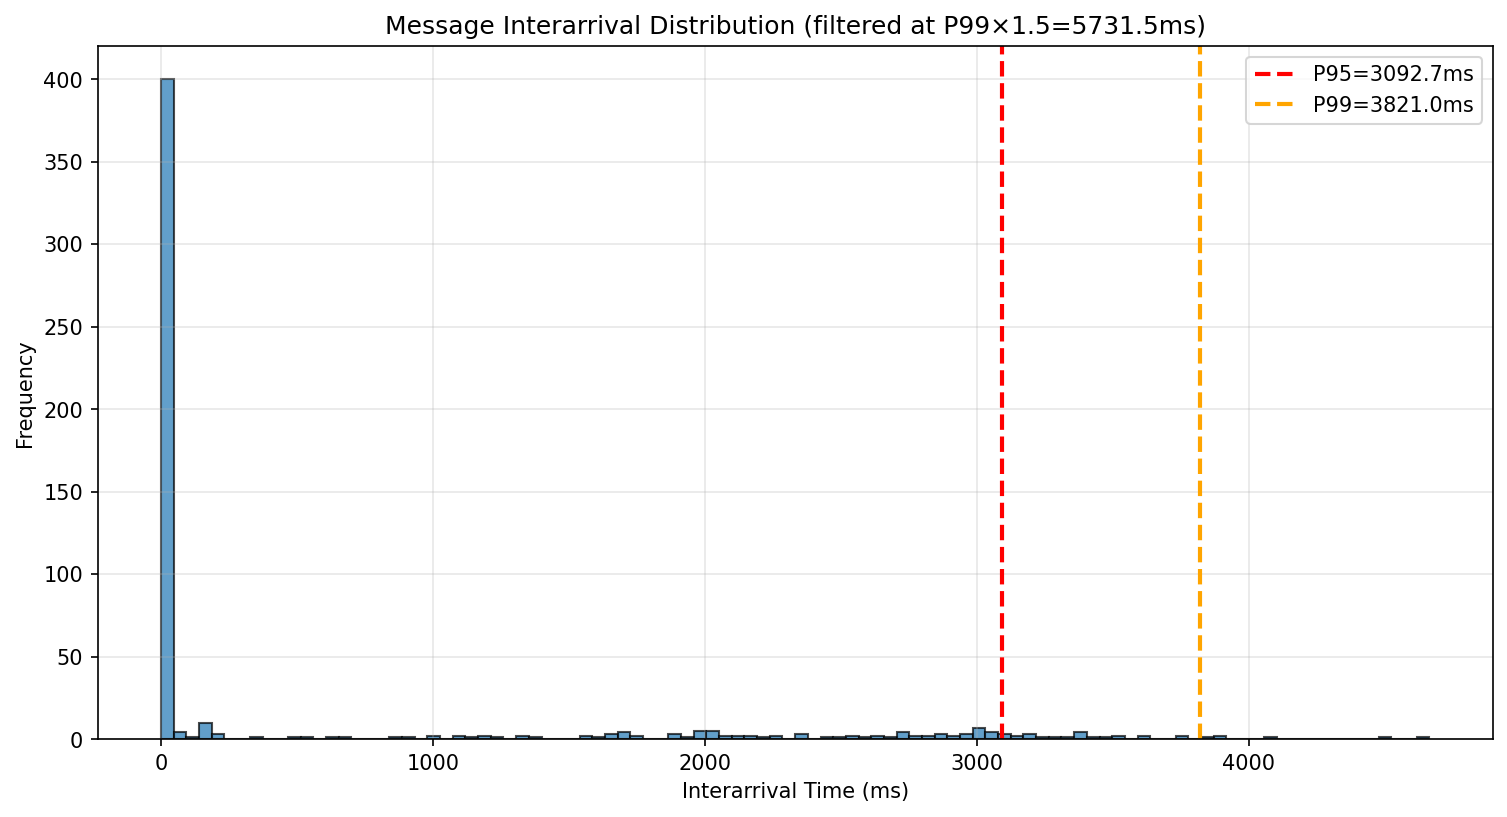 Message Interarrival Distribution (filtered at P99×1.5=5731.5ms)
P95=3092.7ms
P99=3821.0ms
Frequency
400
350
300
250
200
150
100
50
0
0 1000 2000 3000 4000
Interarrival Time (ms)